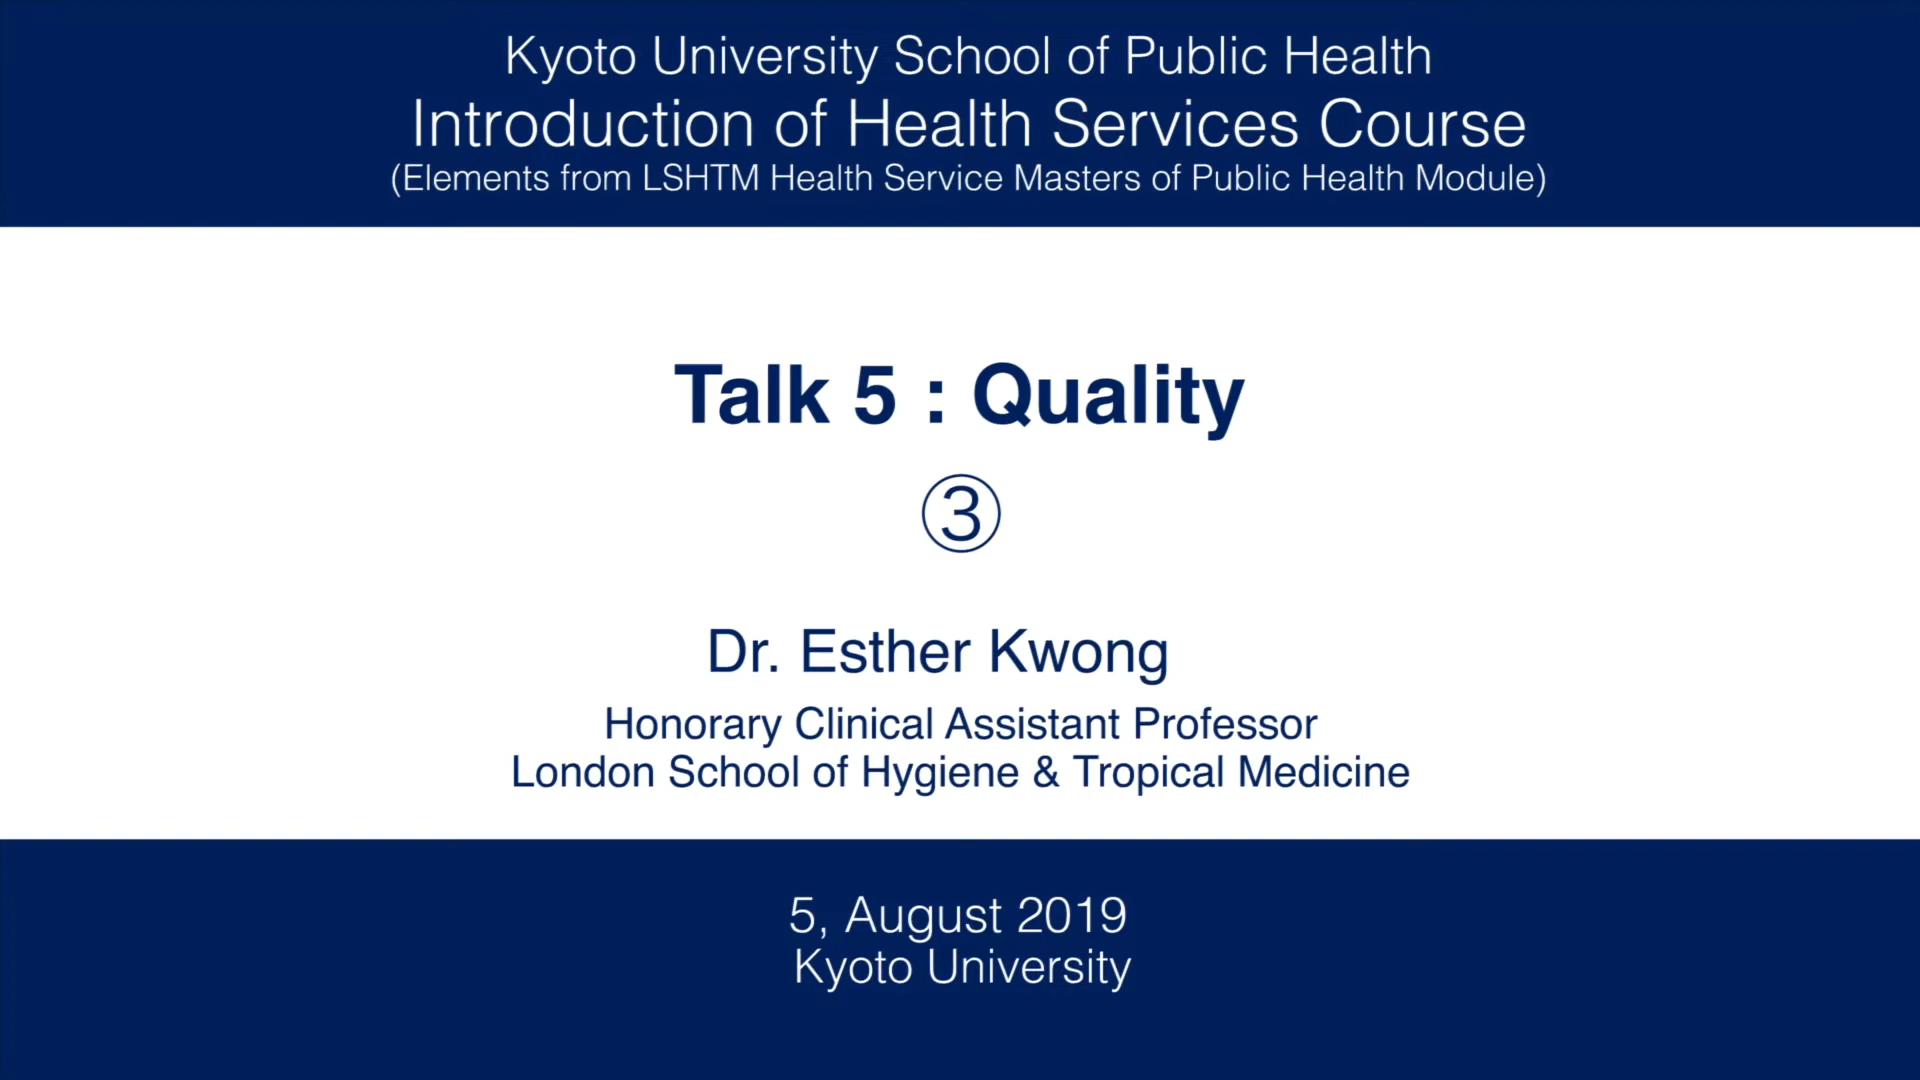 Kyoto University School of Public Health
Introduction of Health Services Course
(Elements from LSHTM Health Service Masters of Public Health Module)
Talk 5 : Quality
③
Dr. Esther Kwong
Honorary Clinical Assistant Professor
London School of Hygiene & Tropical Medicine
5, August 2019
Kyoto University